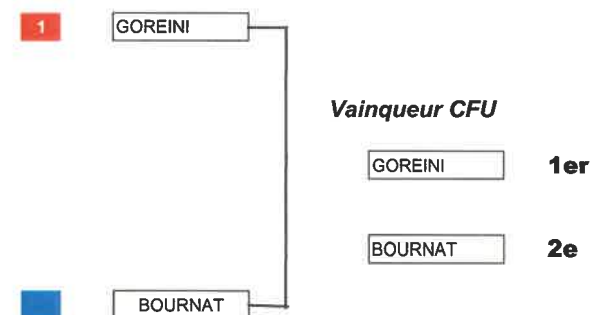 1 GOREINI
Vainqueur CFU
GOREINI 1er
BOURNAT 2e
BOURNAT